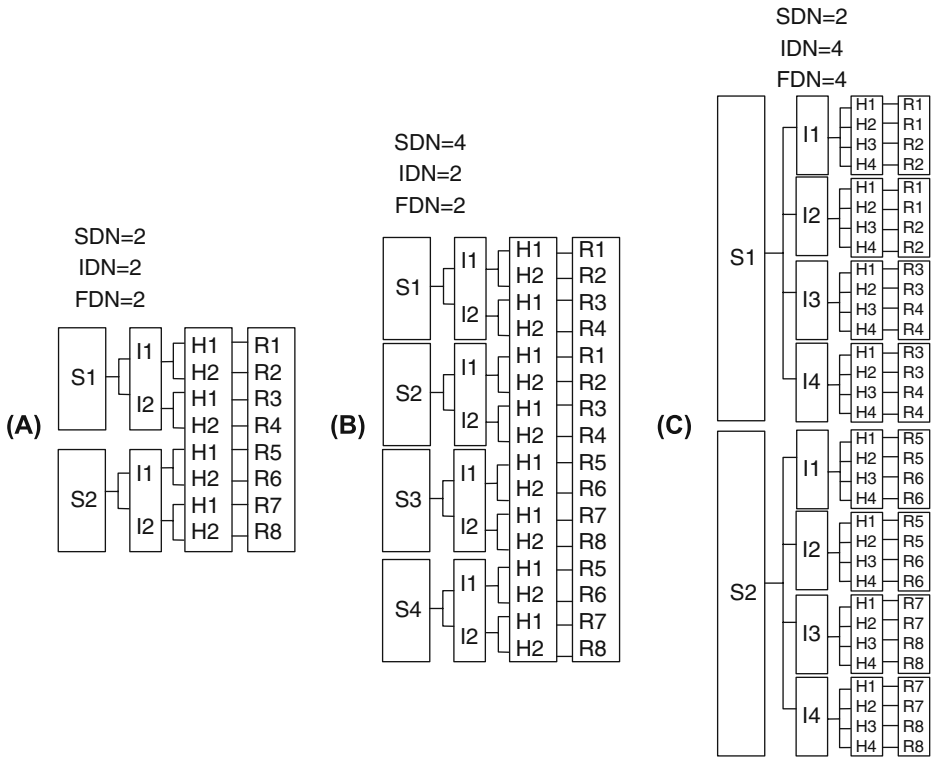 SDN=2
IDN=2
FDN=2
(A)
S1
I1
H1 R1
H2 R2
I2
H1 R3
H2 R4
S2
I1
H1 R5
H2 R6
I2
H1 R7
H2 R8
SDN=4
IDN=2
FDN=2
(B)
S1
I1
H1 R1
H2 R2
I2
H1 R3
H2 R4
S2
I1
H1 R1
H2 R2
I2
H1 R3
H2 R4
S3
I1
H1 R5
H2 R6
I2
H1 R7
H2 R8
S4
I1
H1 R5
H2 R6
I2
H1 R7
H2 R8
SDN=2
IDN=4
FDN=4
(C)
S1
I1
H1 R1
H2 R1
H3 R2
H4 R2
I2
H1 R1
H2 R1
H3 R2
H4 R2
I3
H1 R3
H2 R3
H3 R4
H4 R4
I4
H1 R3
H2 R3
H3 R4
H4 R4
S2
I1
H1 R5
H2 R5
H3 R6
H4 R6
I2
H1 R5
H2 R5
H3 R6
H4 R6
I3
H1 R7
H2 R7
H3 R8
H4 R8
I4
H1 R7
H2 R7
H3 R8
H4 R8